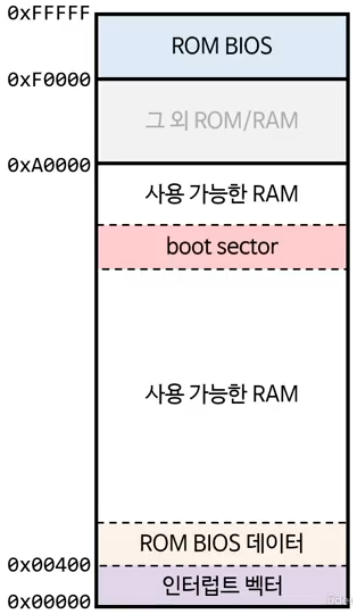 0xFFFFF
ROM BIOS
0xF0000
그 외 ROM/RAM
0xA0000
사용 가능한 RAM
boot sector
사용 가능한 RAM
ROM BIOS 데이터
0x00400
인터럽트 벡터
0x00000